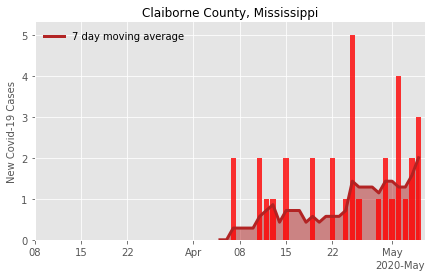 Claiborne County, Mississippi
7 day moving average
New Covid-19 Cases
5
4
3
2
1
0
08 15 22 Apr 08 15 22 May
2020-May